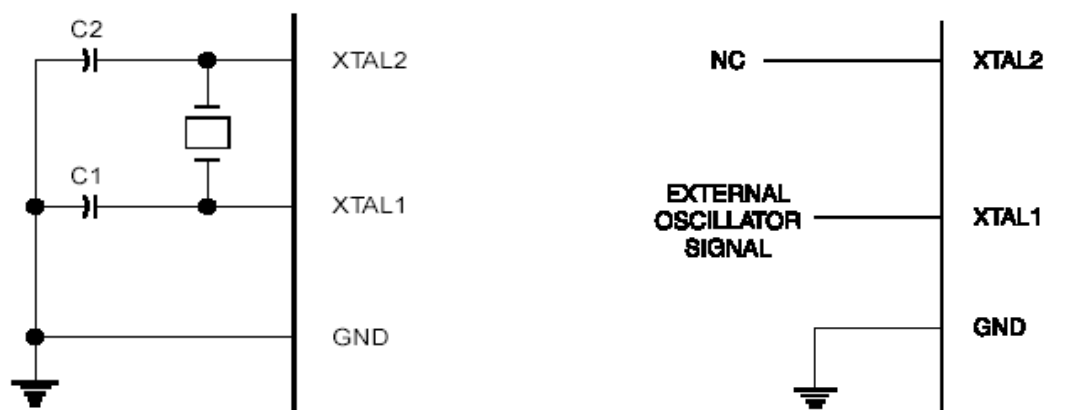 C2
XTAL2
C1
XTAL1
GND
NC
XTAL2
EXTERNAL
OSCILLATOR
SIGNAL
XTAL1
GND